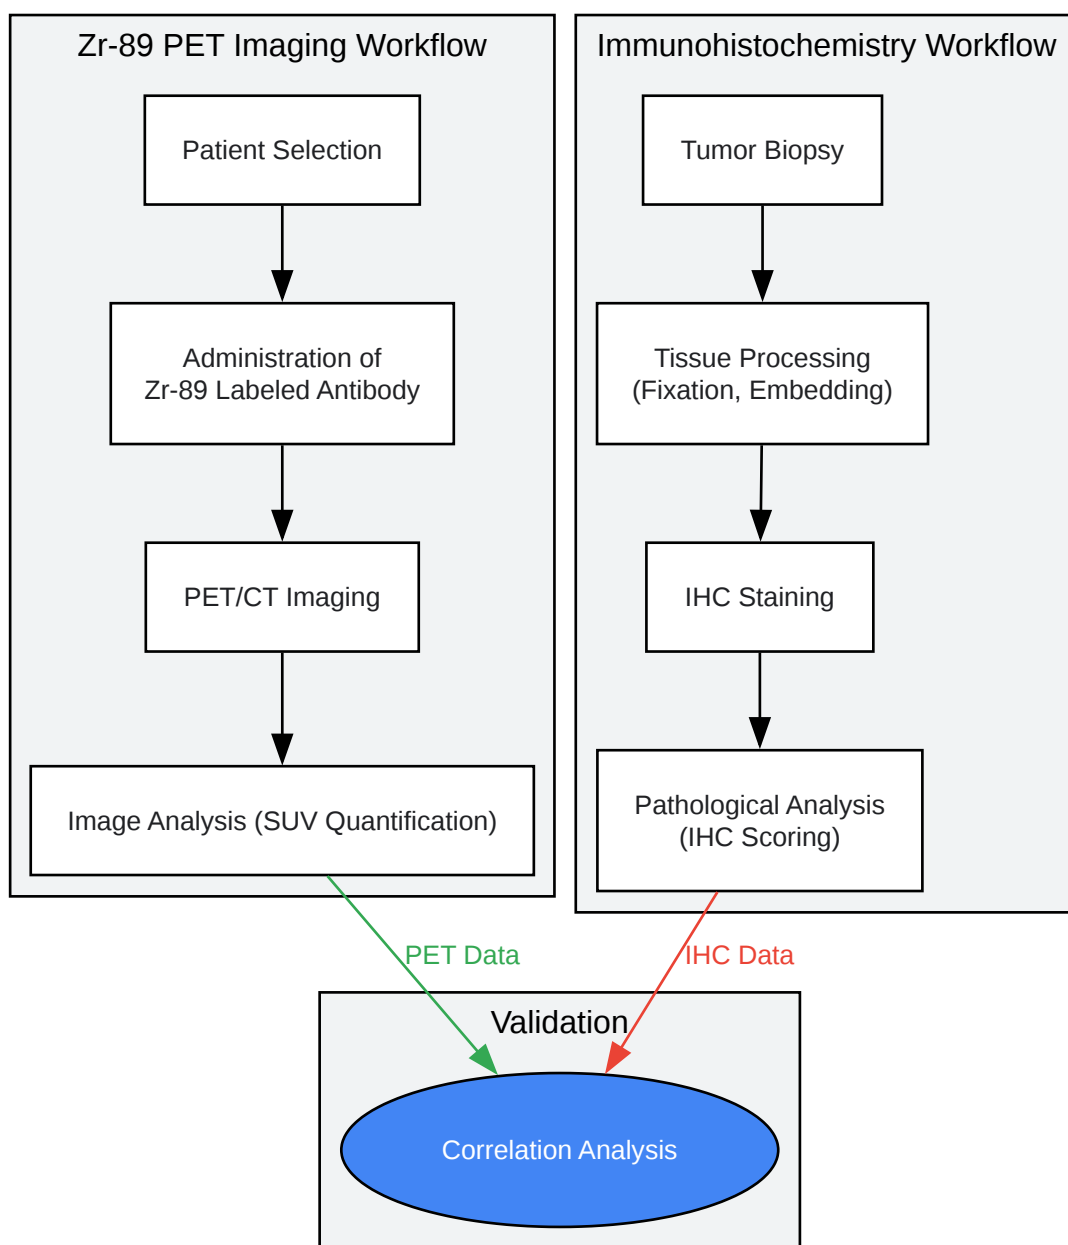 Zr-89 PET Imaging Workflow
Patient Selection
Administration of
Zr-89 Labeled Antibody
PET/CT Imaging
Image Analysis (SUV Quantification)
Immunohistochemistry Workflow
Tumor Biopsy
Tissue Processing
(Fixation, Embedding)
IHC Staining
Pathological Analysis
(IHC Scoring)
PET Data
IHC Data
Validation
Correlation Analysis